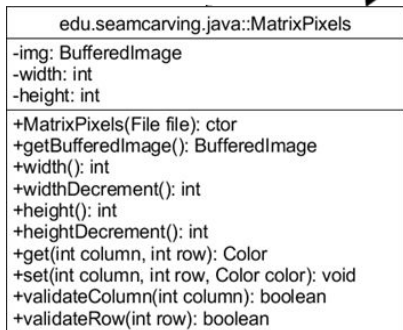 edu.seamcarving.java::MatrixPixels
-img: BufferedImage
-width: int
-height: int
+MatrixPixels(File file): ctor
+getBufferedImage(): BufferedImage
+width(): int
+widthDecrement(): int
+height(): int
+heightDecrement(): int
+get(int column, int row): Color
+set(int column, int row, Color color): void
+validateColumn(int column): boolean
+validateRow(int row): boolean